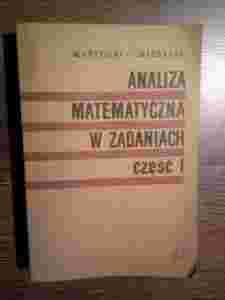 ANALIZA
MATEMATYCZNA
W ZADANIACH
część I